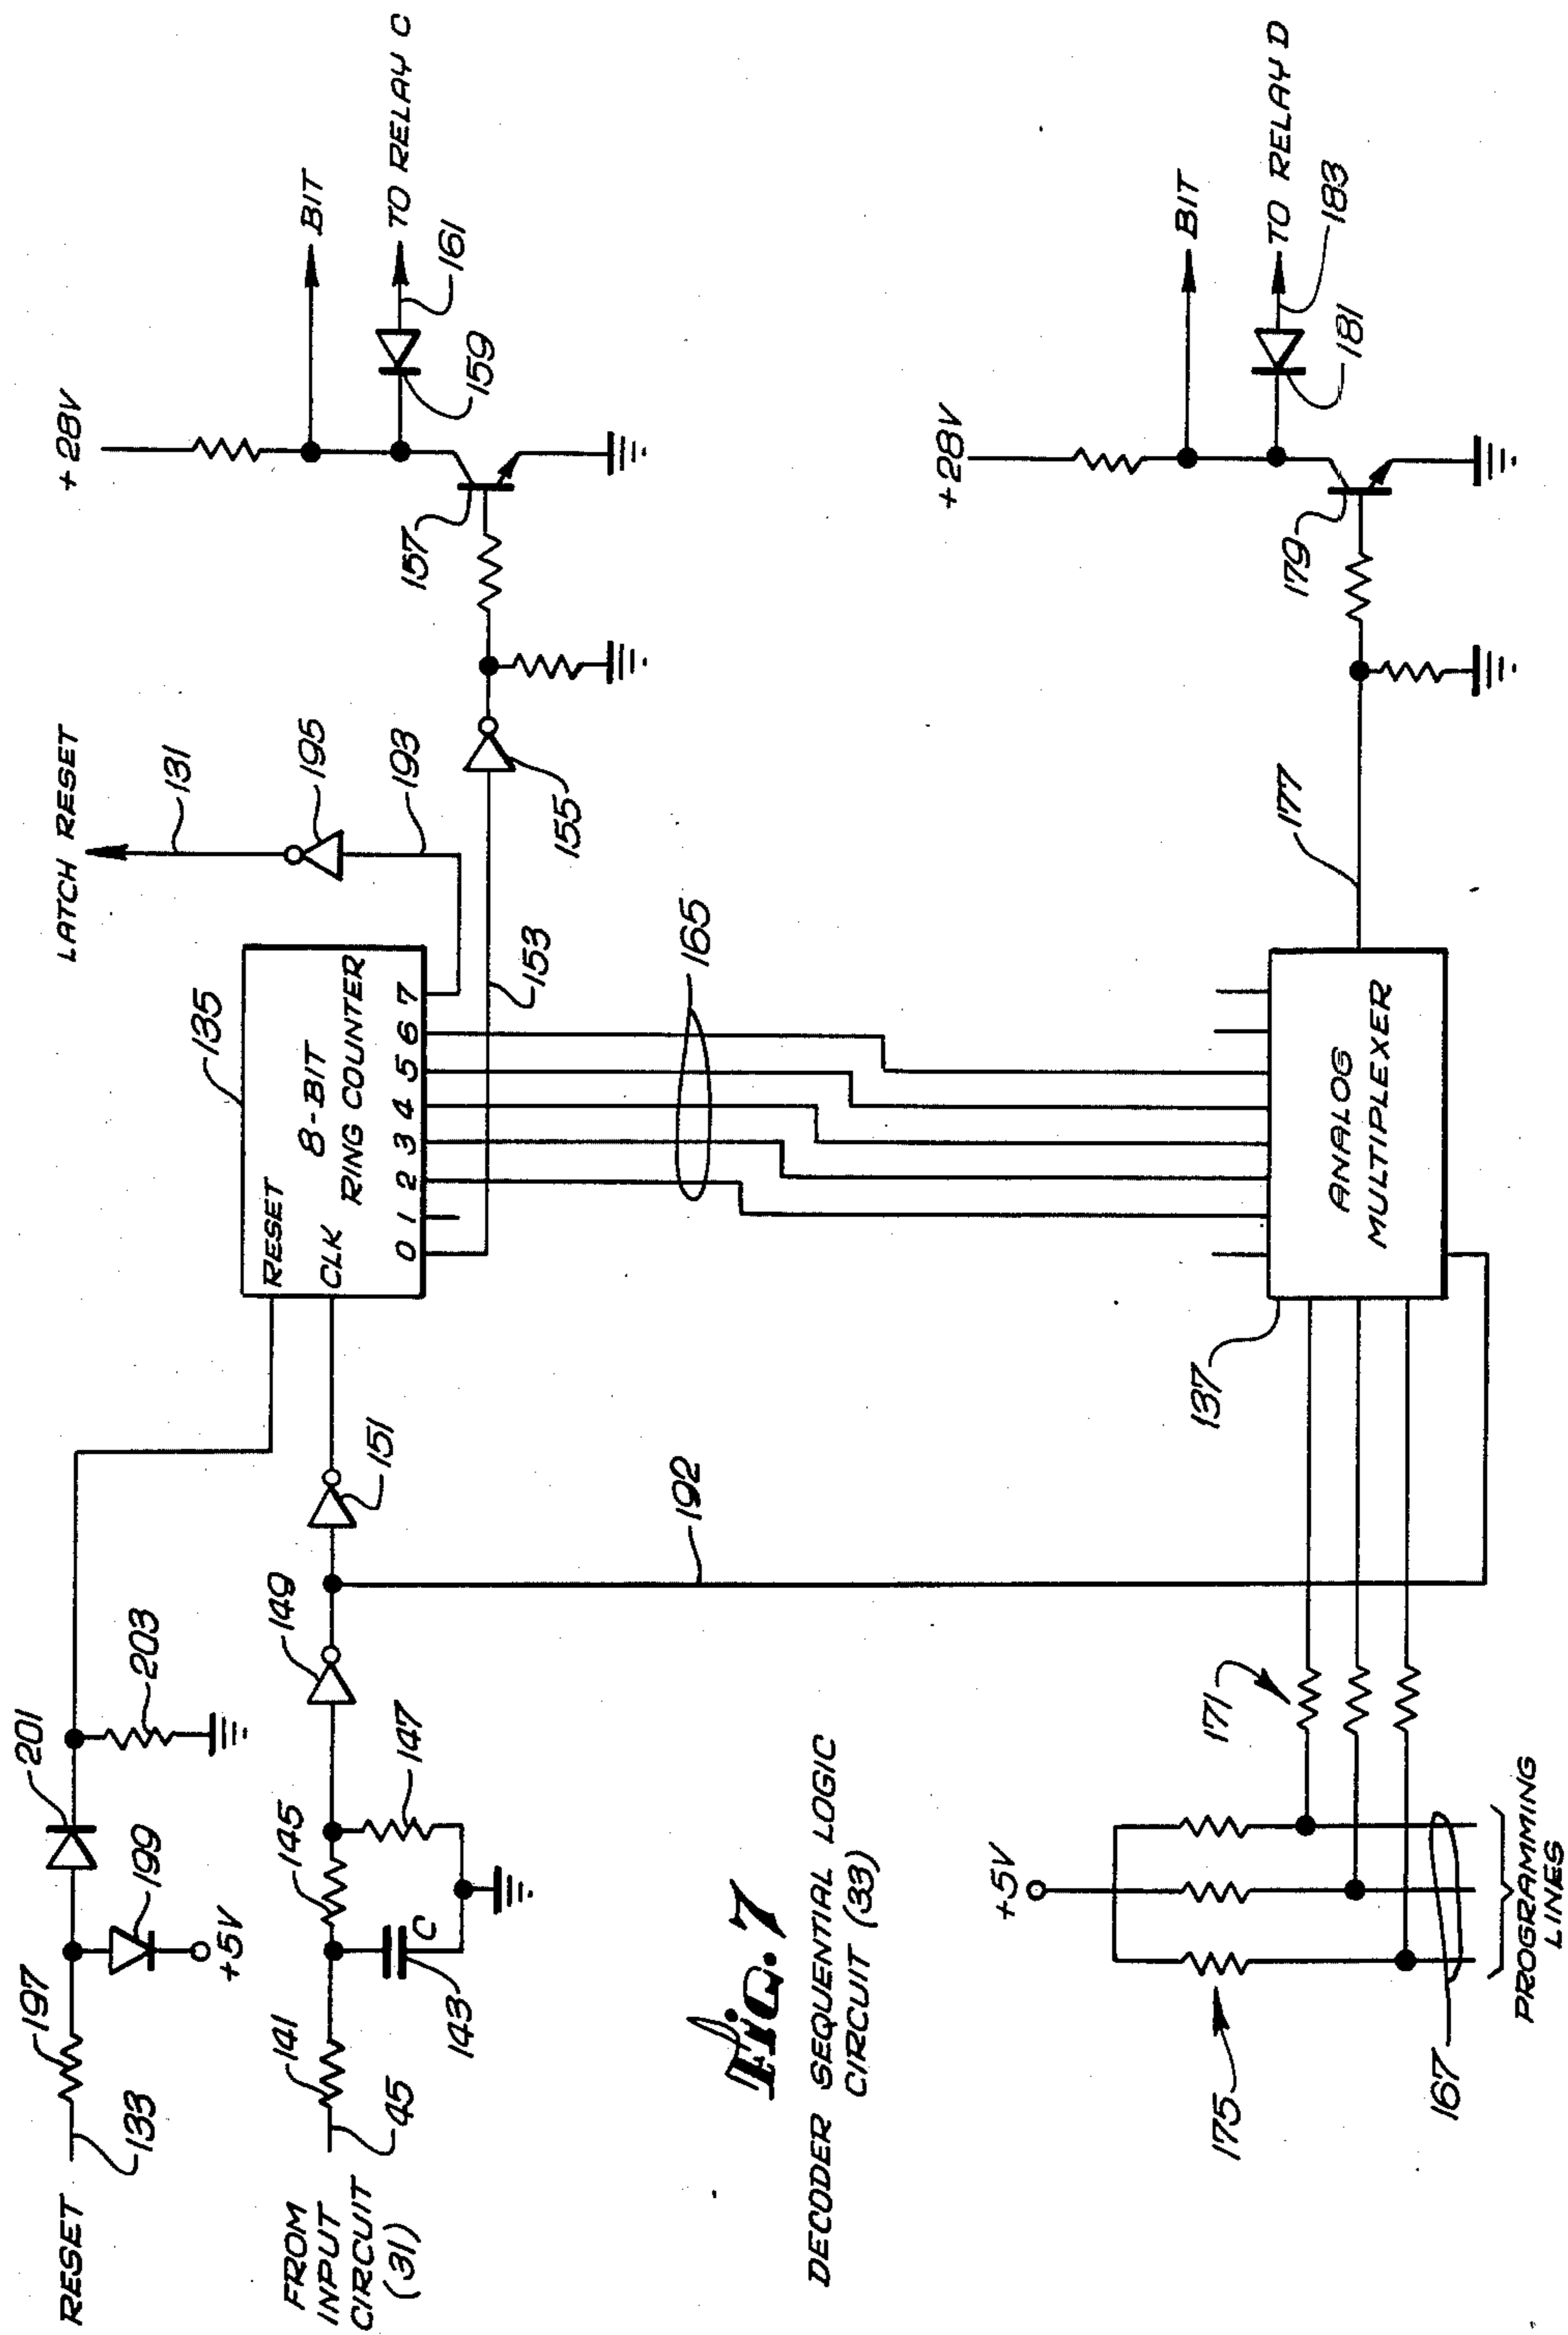 RESET
133
197
199
+5V
201
203
FROM
INPUT
CIRCUIT
(31)
45
141
143
C
145
147
149
151
192
RESET
CLK
8-BIT
RING COUNTER
0 1 2 3 4 5 6 7
135
LATCH RESET
131
195
193
153
155
157
+28V
BIT
159
161
TO RELAY C
165
Fig. 7
DECODER SEQUENTIAL LOGIC
CIRCUIT (33)
+5V
175
171
167
PROGRAMMING
LINES
137
ANALOG
MULTIPLEXER
177
179
+28V
BIT
181
183
TO RELAY D